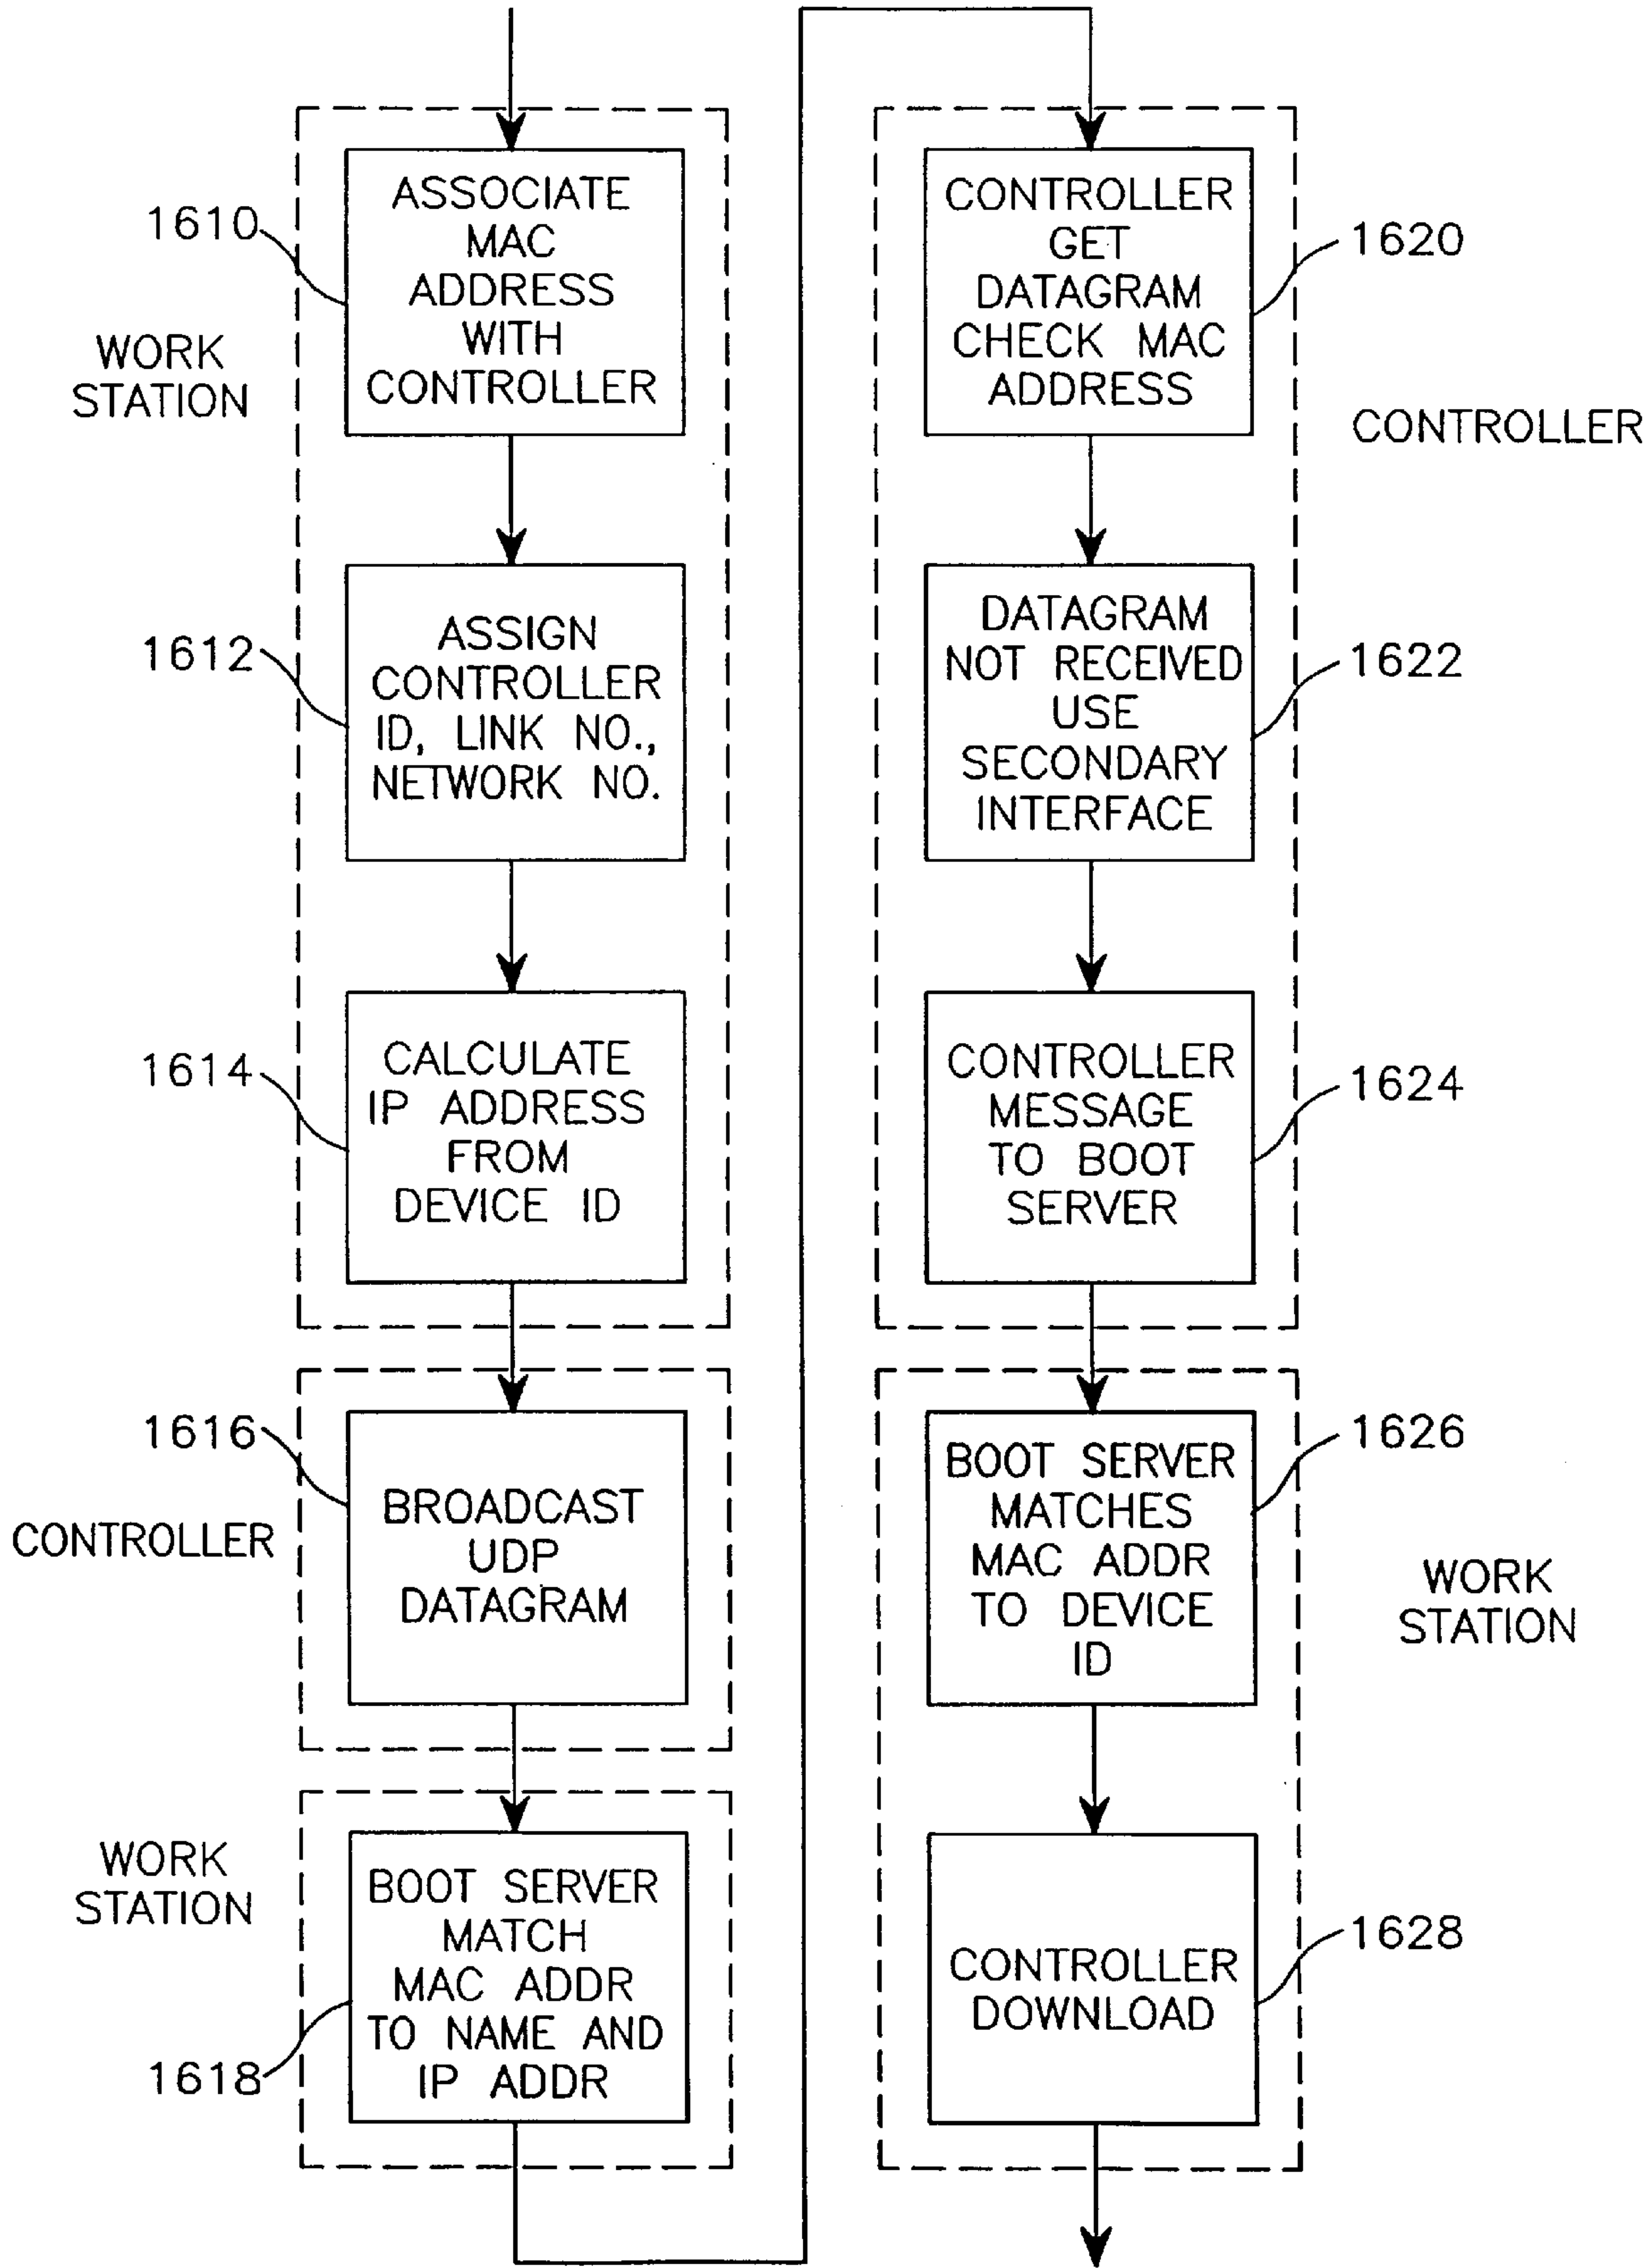 1610
ASSOCIATE
MAC
ADDRESS
WITH
CONTROLLER
WORK
STATION
1612
ASSIGN
CONTROLLER
ID, LINK NO.,
NETWORK NO.
1614
CALCULATE
IP ADDRESS
FROM
DEVICE ID
1616
BROADCAST
UDP
DATAGRAM
CONTROLLER
WORK
STATION
BOOT SERVER
MATCH
MAC ADDR
TO NAME AND
IP ADDR
1618
CONTROLLER
GET
DATAGRAM
CHECK MAC
ADDRESS
1620
CONTROLLER
DATAGRAM
NOT RECEIVED
USE
SECONDARY
INTERFACE
1622
CONTROLLER
MESSAGE
TO BOOT
SERVER
1624
BOOT SERVER
MATCHES
MAC ADDR
TO DEVICE
ID
1626
WORK
STATION
CONTROLLER
DOWNLOAD
1628